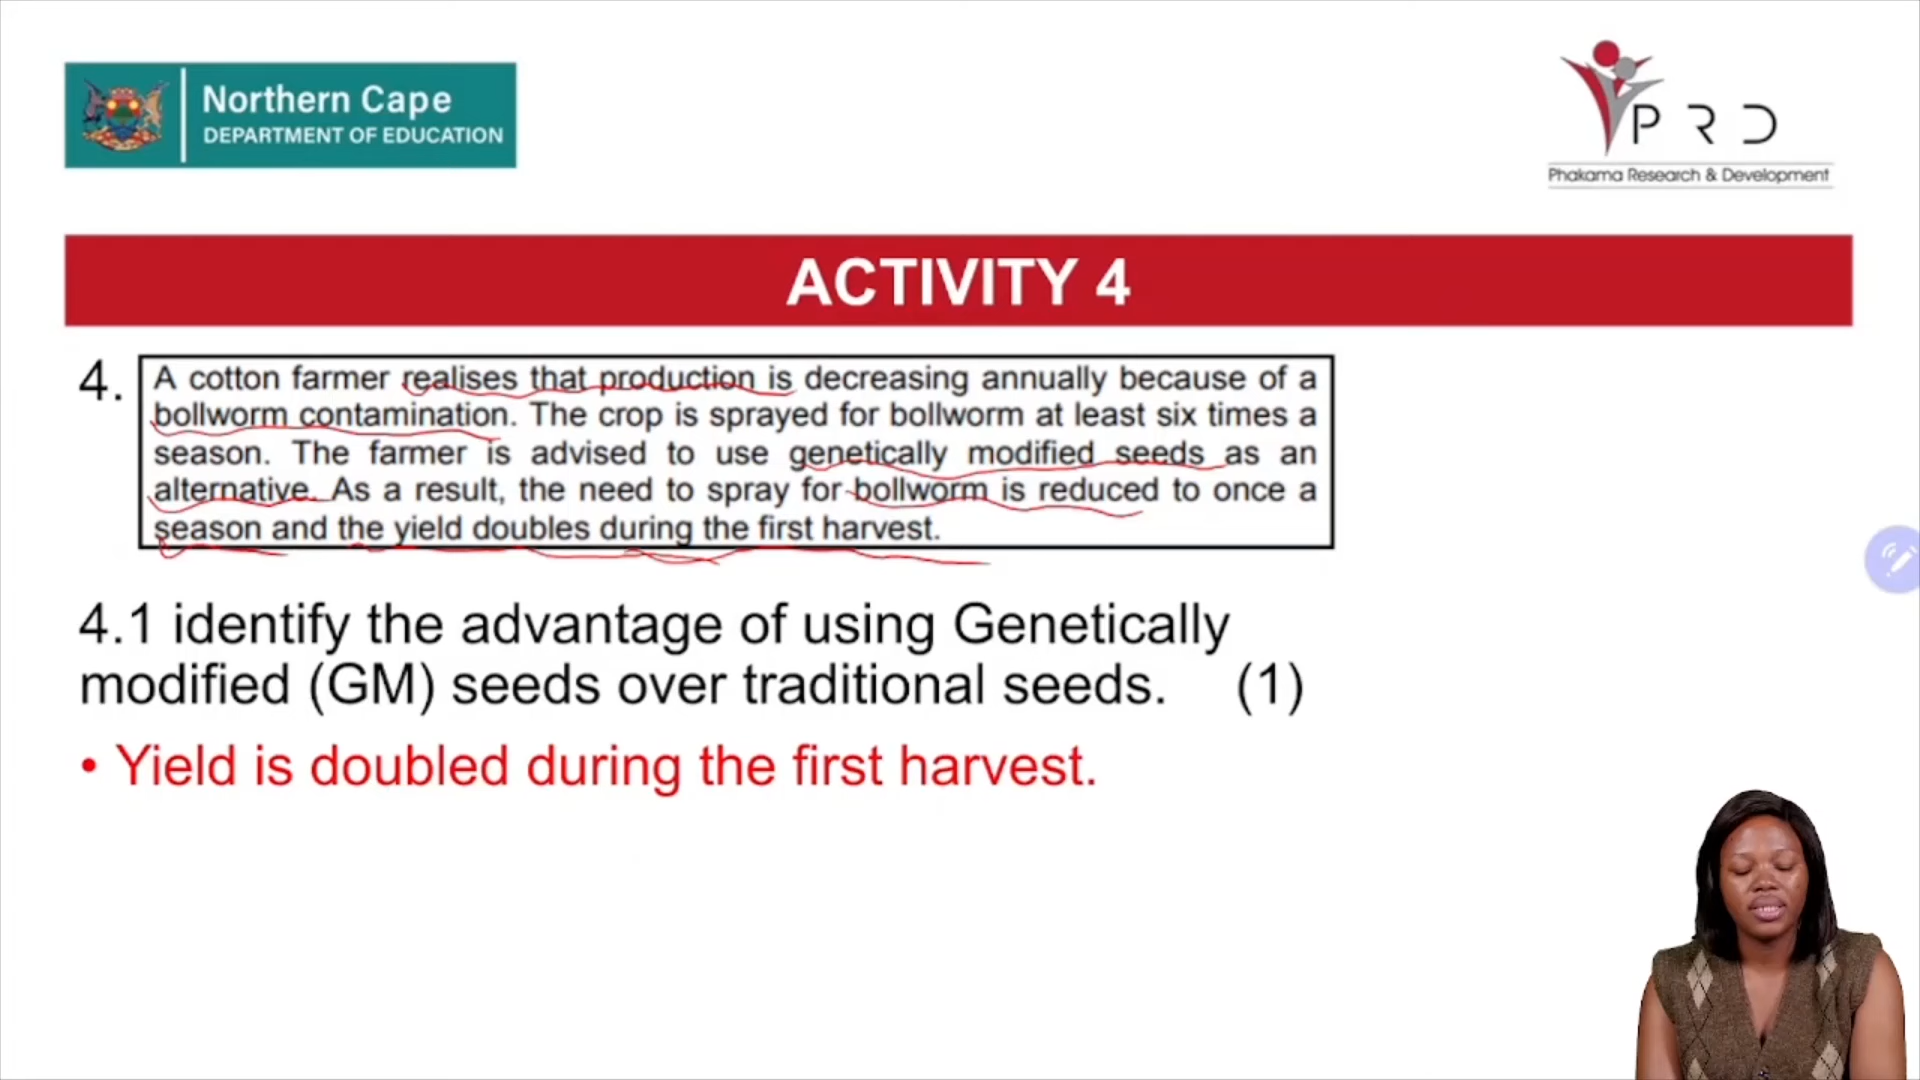 Northern Cape
DEPARTMENT OF EDUCATION
PRD
Phakama Research & Development
ACTIVITY 4
4.
A cotton farmer realises that production is decreasing annually because of a
bollworm contamination. The crop is sprayed for bollworm at least six times a
season. The farmer is advised to use genetically modified seeds as an
alternative. As a result, the need to spray for bollworm is reduced to once a
season and the yield doubles during the first harvest.
4.1 identify the advantage of using Genetically
modified (GM) seeds over traditional seeds. (1)
• Yield is doubled during the first harvest.